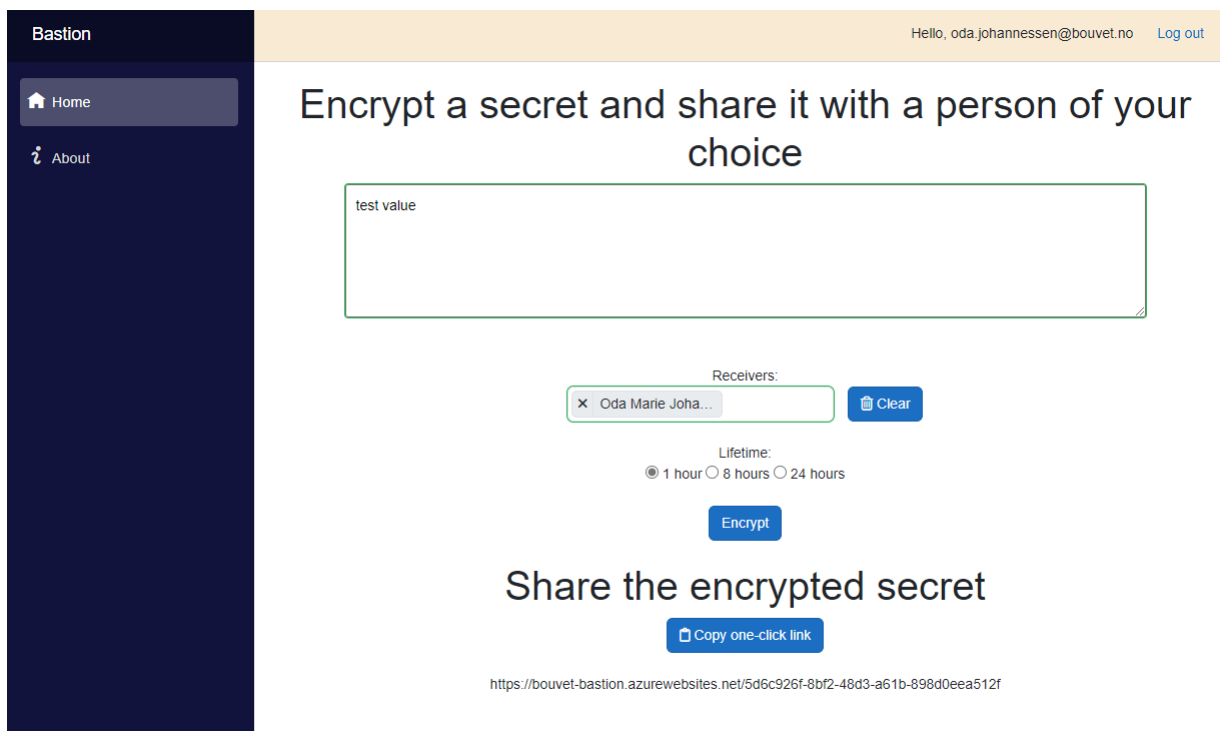 Bastion
Hello, oda.johannessen@bouvet.no Log out
Home
About
Encrypt a secret and share it with a person of your
choice
test value
Receivers:
Oda Marie Joha...
Clear
Lifetime:
1 hour 8 hours 24 hours
Encrypt
Share the encrypted secret
Copy one-click link
https://bouvet-bastion.azurewebsites.net/5d6c926f-8bf2-48d3-a61b-898d0eea512f